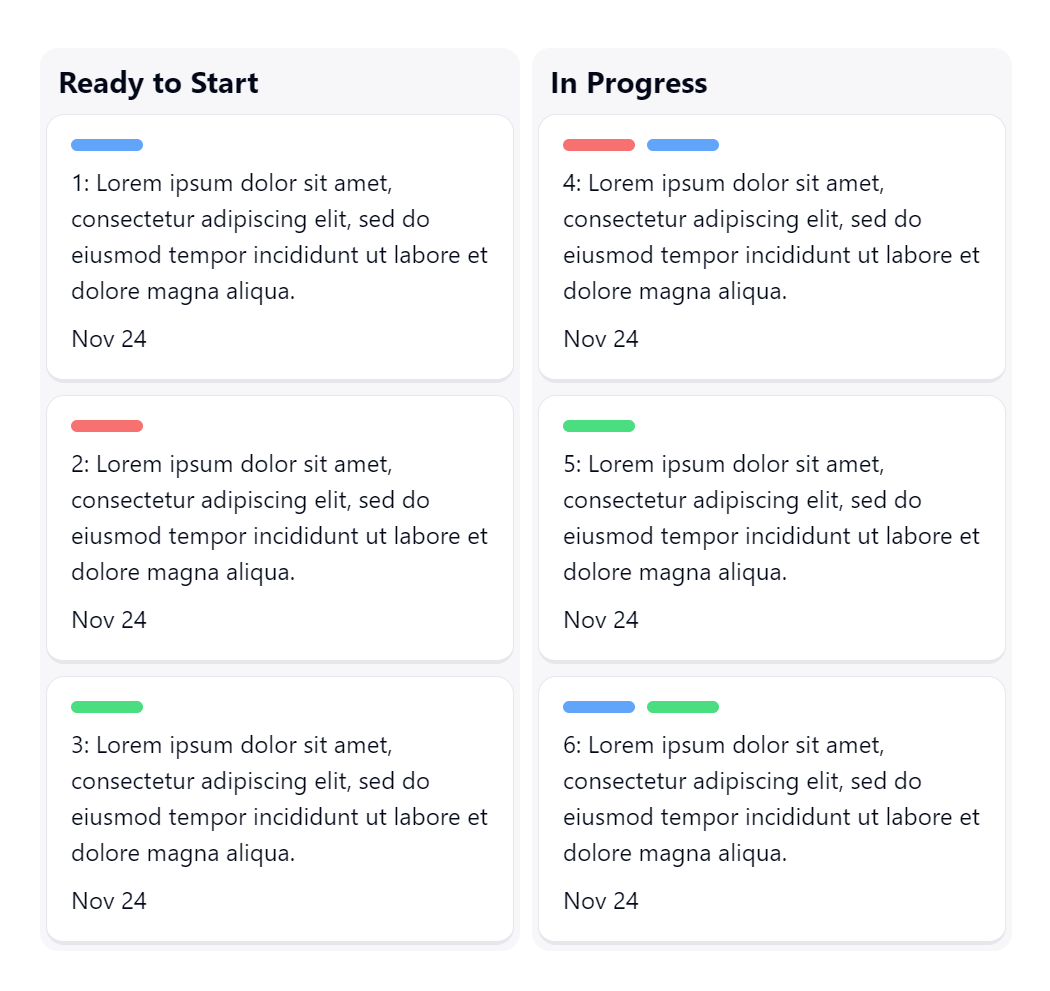 Ready to Start
1: Lorem ipsum dolor sit amet,
consectetur adipiscing elit, sed do
eiusmod tempor incididunt ut labore et
dolore magna aliqua.
Nov 24
2: Lorem ipsum dolor sit amet,
consectetur adipiscing elit, sed do
eiusmod tempor incididunt ut labore et
dolore magna aliqua.
Nov 24
3: Lorem ipsum dolor sit amet,
consectetur adipiscing elit, sed do
eiusmod tempor incididunt ut labore et
dolore magna aliqua.
Nov 24
In Progress
4: Lorem ipsum dolor sit amet,
consectetur adipiscing elit, sed do
eiusmod tempor incididunt ut labore et
dolore magna aliqua.
Nov 24
5: Lorem ipsum dolor sit amet,
consectetur adipiscing elit, sed do
eiusmod tempor incididunt ut labore et
dolore magna aliqua.
Nov 24
6: Lorem ipsum dolor sit amet,
consectetur adipiscing elit, sed do
eiusmod tempor incididunt ut labore et
dolore magna aliqua.
Nov 24